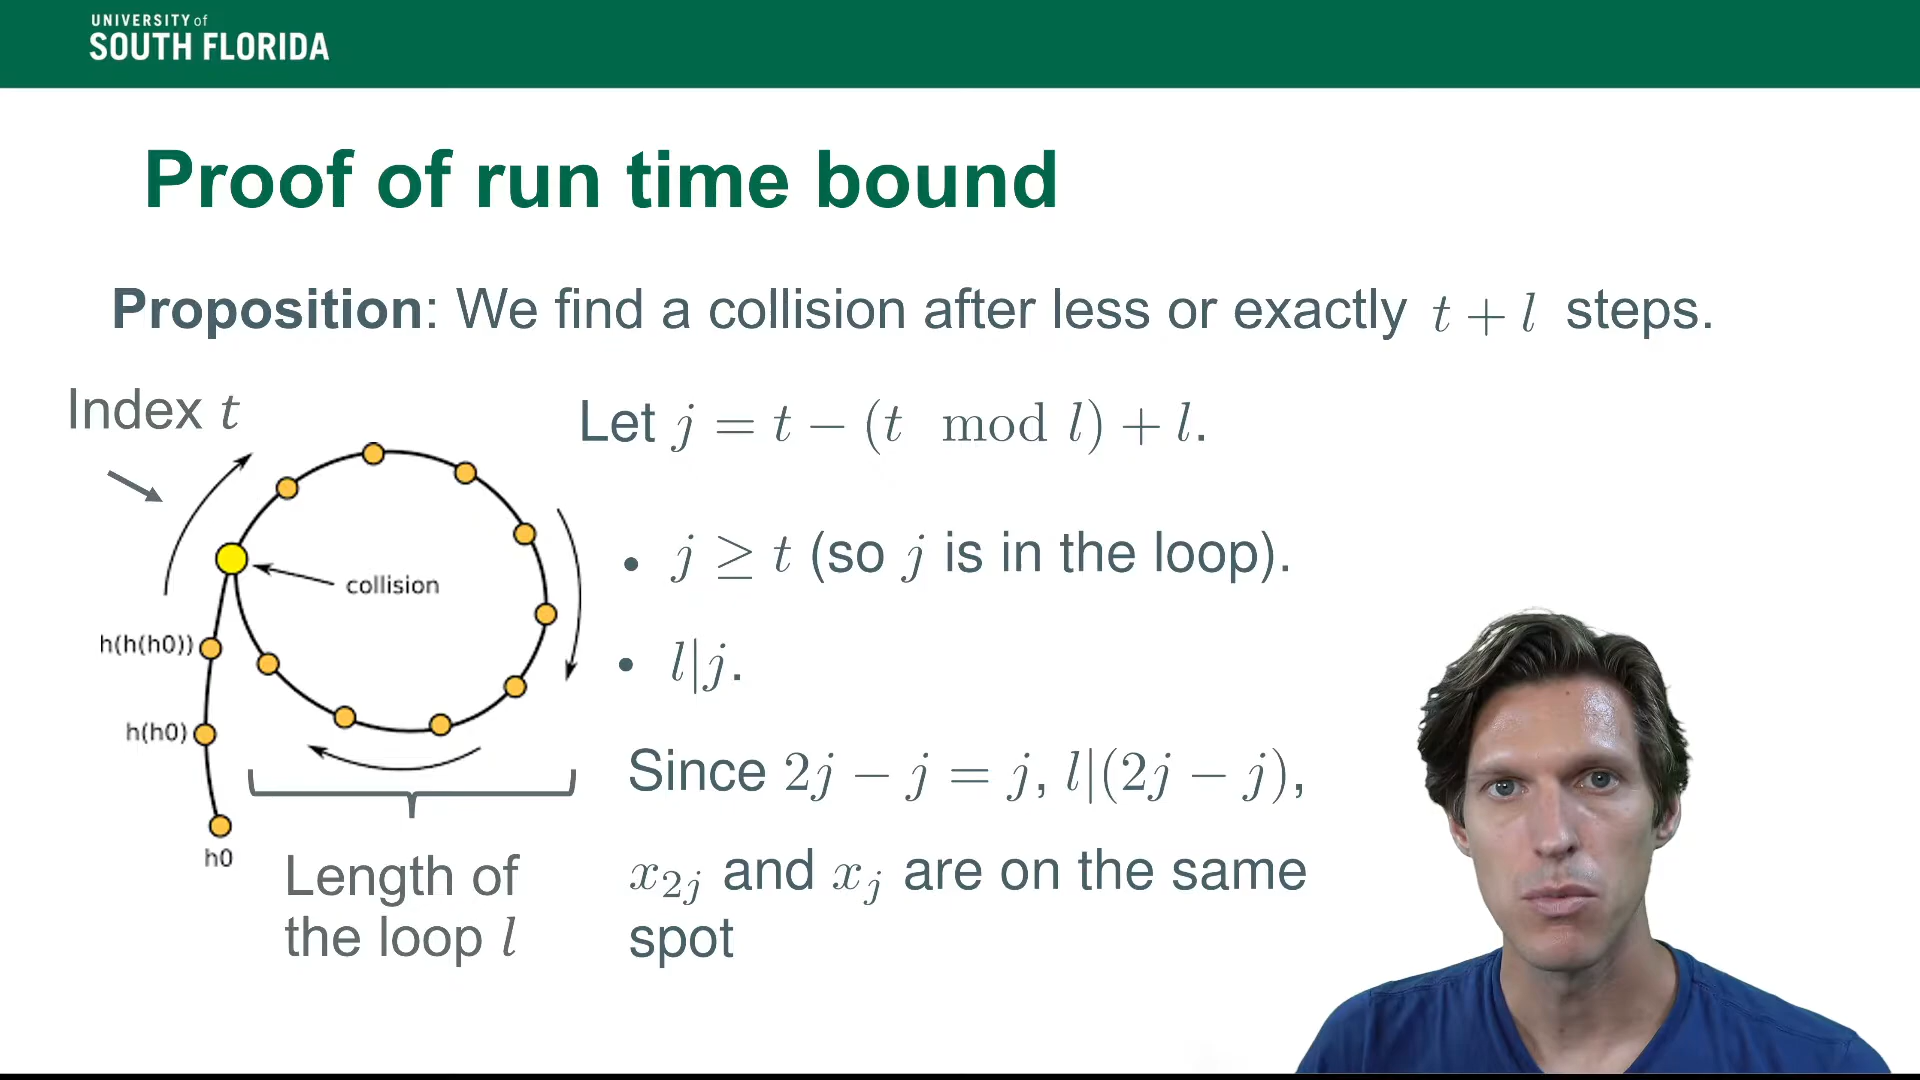 UNIVERSITY of
SOUTH FLORIDA
Proof of run time bound
Proposition: We find a collision after less or exactly t + l steps.
Index t
Let j = t − (t mod l) + l.
• j ≥ t (so j is in the loop).
collision
h(h(h0))
• l|j.
h(h0)
Since 2j − j = j, l|(2j − j),
h0
Length of
the loop l
x₂ⱼ and xⱼ are on the same
spot